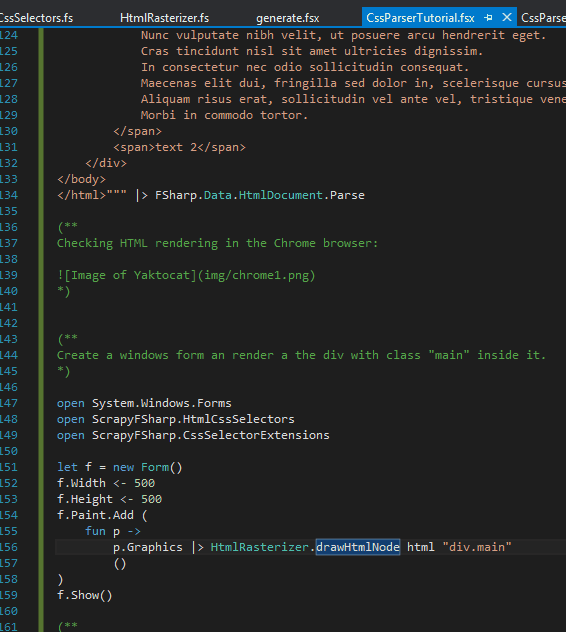 CssSelectors.fs HtmlRasterizer.fs generate.fsx CssParserTutorial.fsx CssParse
124 Nunc vulputate nibh velit, ut posuere arcu hendrerit eget.
125 Cras tincidunt nisl sit amet ultricies dignissim.
126 In consectetur nec odio sollicitudin consequat.
127 Maecenas elit dui, fringilla sed dolor in, scelerisque cursus
128 Aliquam risus erat, sollicitudin vel ante vel, tristique vene
129 Morbi in commodo tortor.
130 </span>
131 <span>text 2</span>
132 </div>
133 </body>
134 </html>""" |> FSharp.Data.HtmlDocument.Parse
135
136 (**
137 Checking HTML rendering in the Chrome browser:
138
139 ![Image of Yaktocat](img/chrome1.png)
140 *)
141
142
143 (**
144 Create a windows form an render a the div with class "main" inside it.
145 *)
146
147 open System.Windows.Forms
148 open ScrapyFSharp.HtmlCssSelectors
149 open ScrapyFSharp.CssSelectorExtensions
150
151 let f = new Form()
152 f.Width <- 500
153 f.Height <- 500
154 f.Paint.Add (
155 fun p ->
156 p.Graphics |> HtmlRasterizer.drawHtmlNode html "div.main"
157 ()
158 )
159 f.Show()
160
161 (**